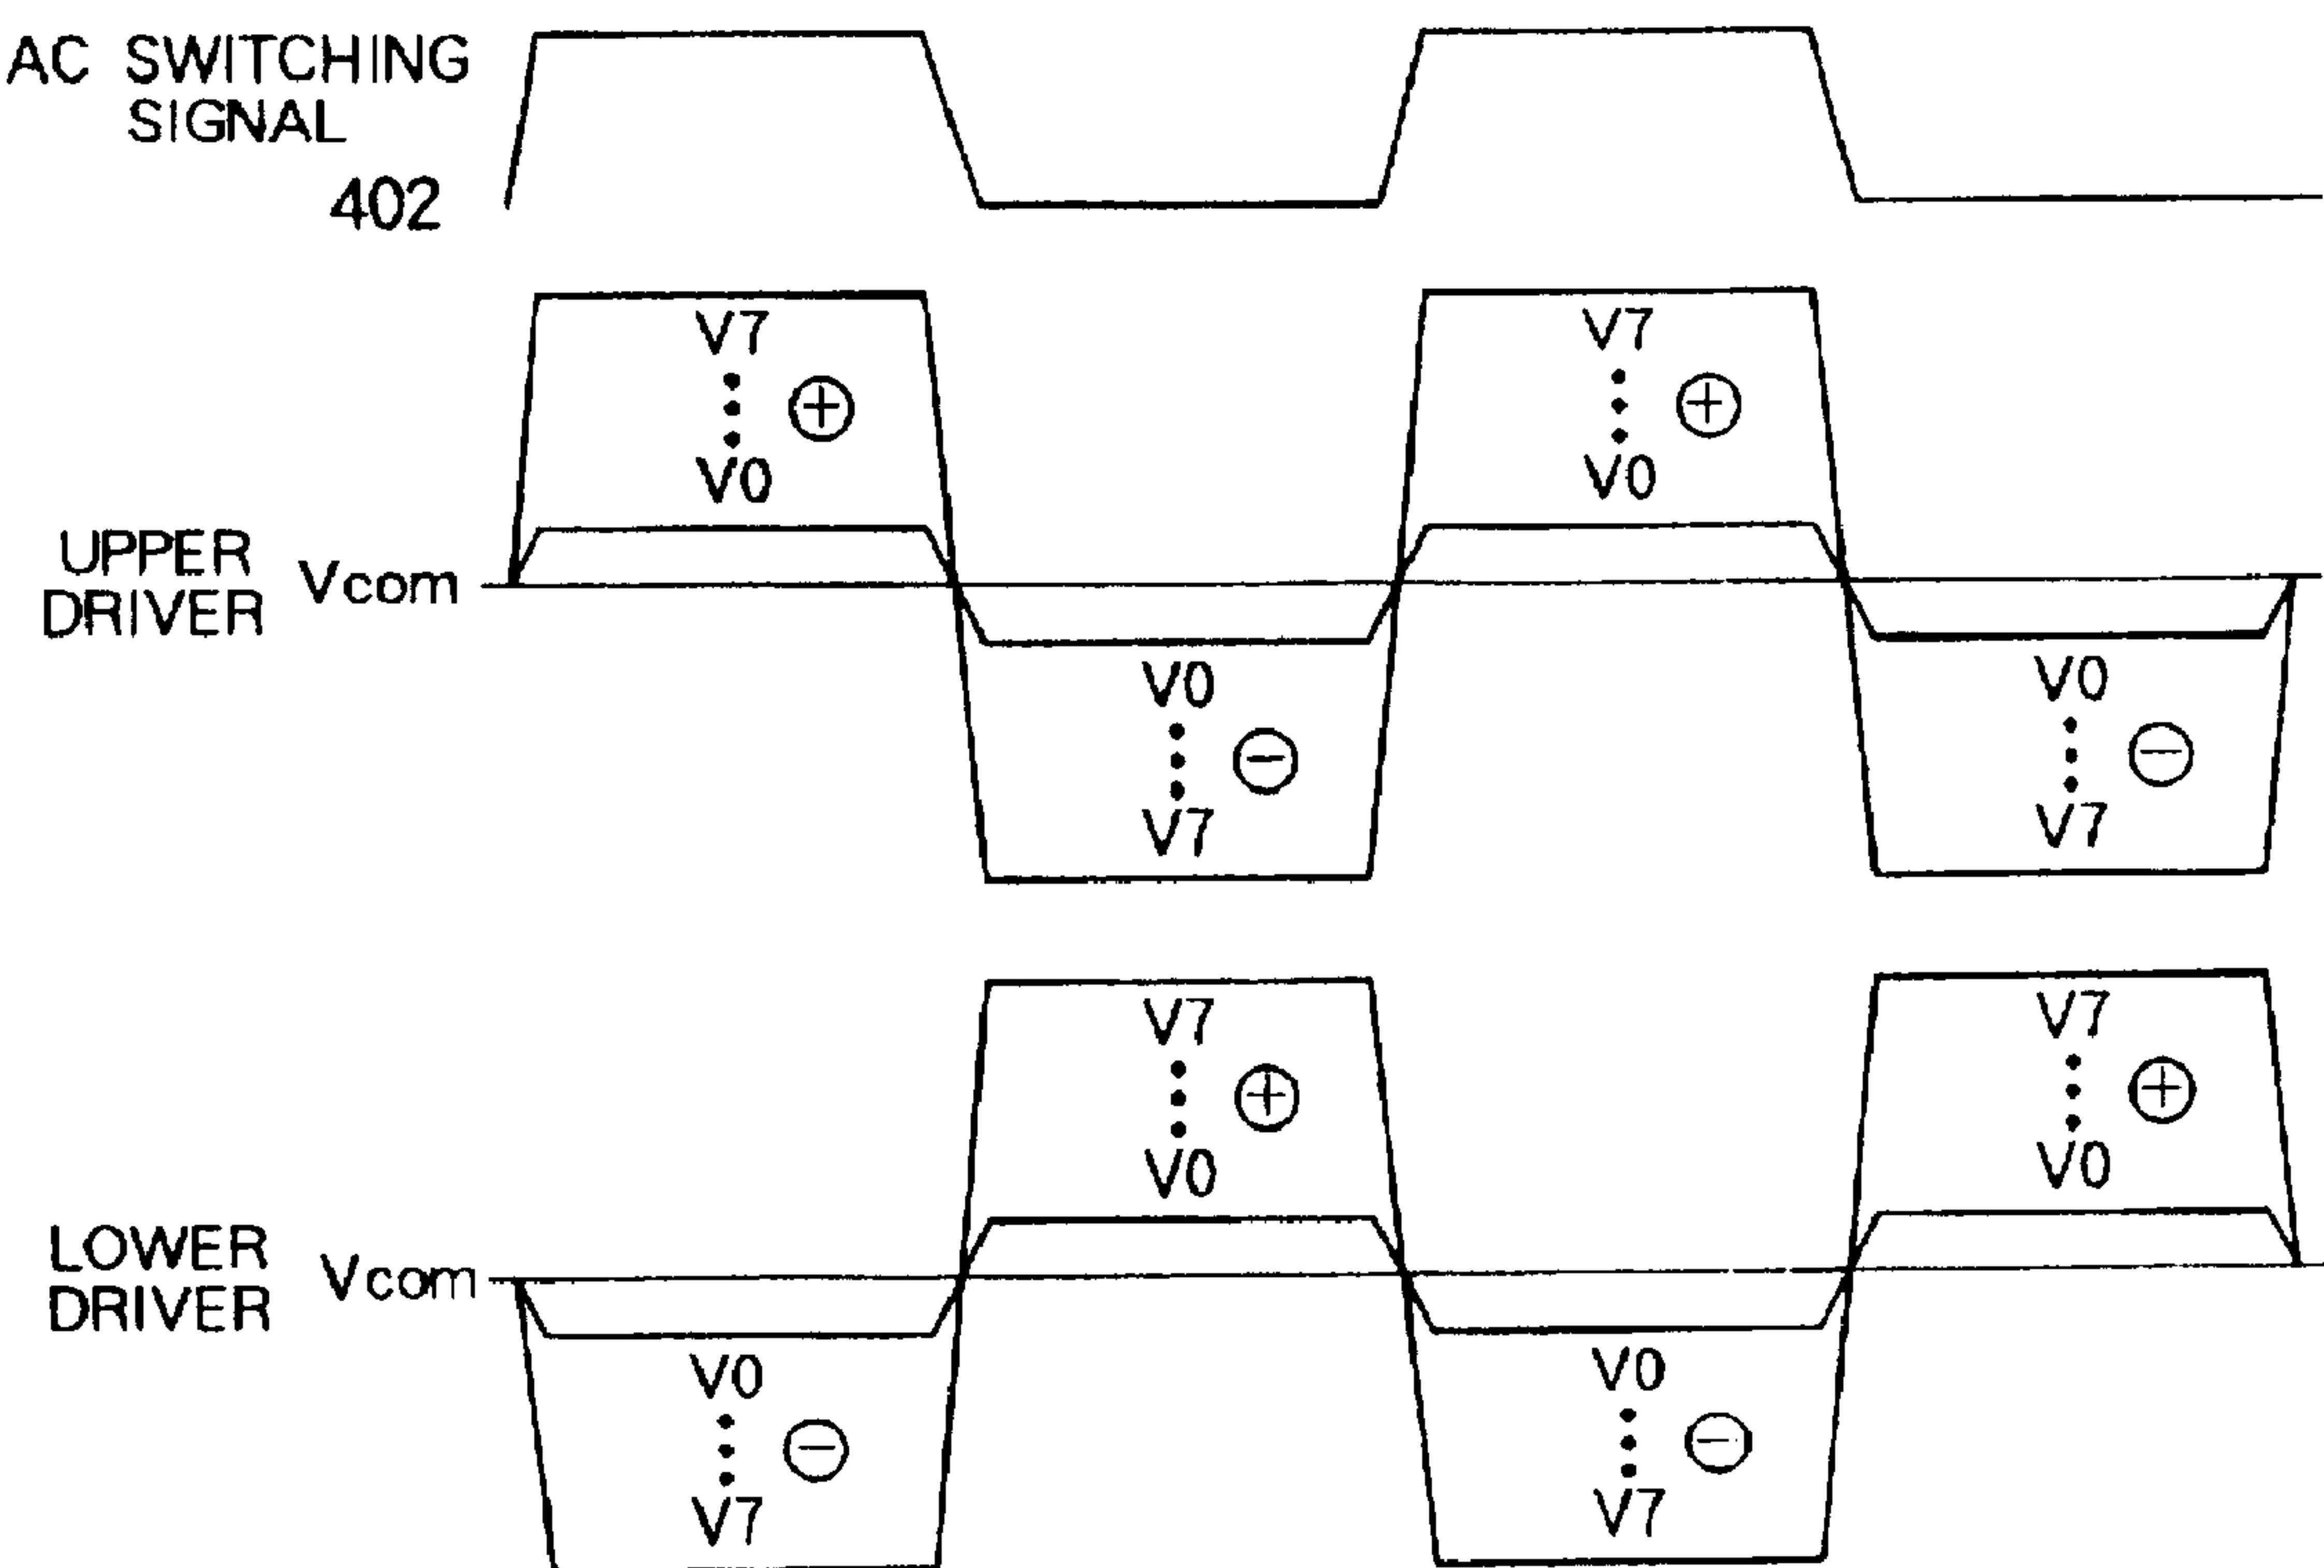 AC SWITCHING
SIGNAL
402
V7
V0
+
V7
V0
+
UPPER
DRIVER
Vcom
V0
V7
−
V0
V7
−
V7
V0
+
V7
V0
+
LOWER
DRIVER
Vcom
V0
V7
−
V0
V7
−